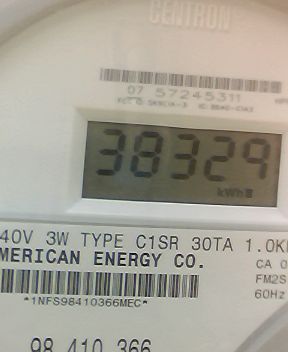 CENTRON
07 57245311
38329
kWh
40V 3W TYPE C1SR 30TA 1.0K
MERICAN ENERGY CO.
CA 0
FM2S
60Hz
*1NFS98410366MEC*
98 410 366